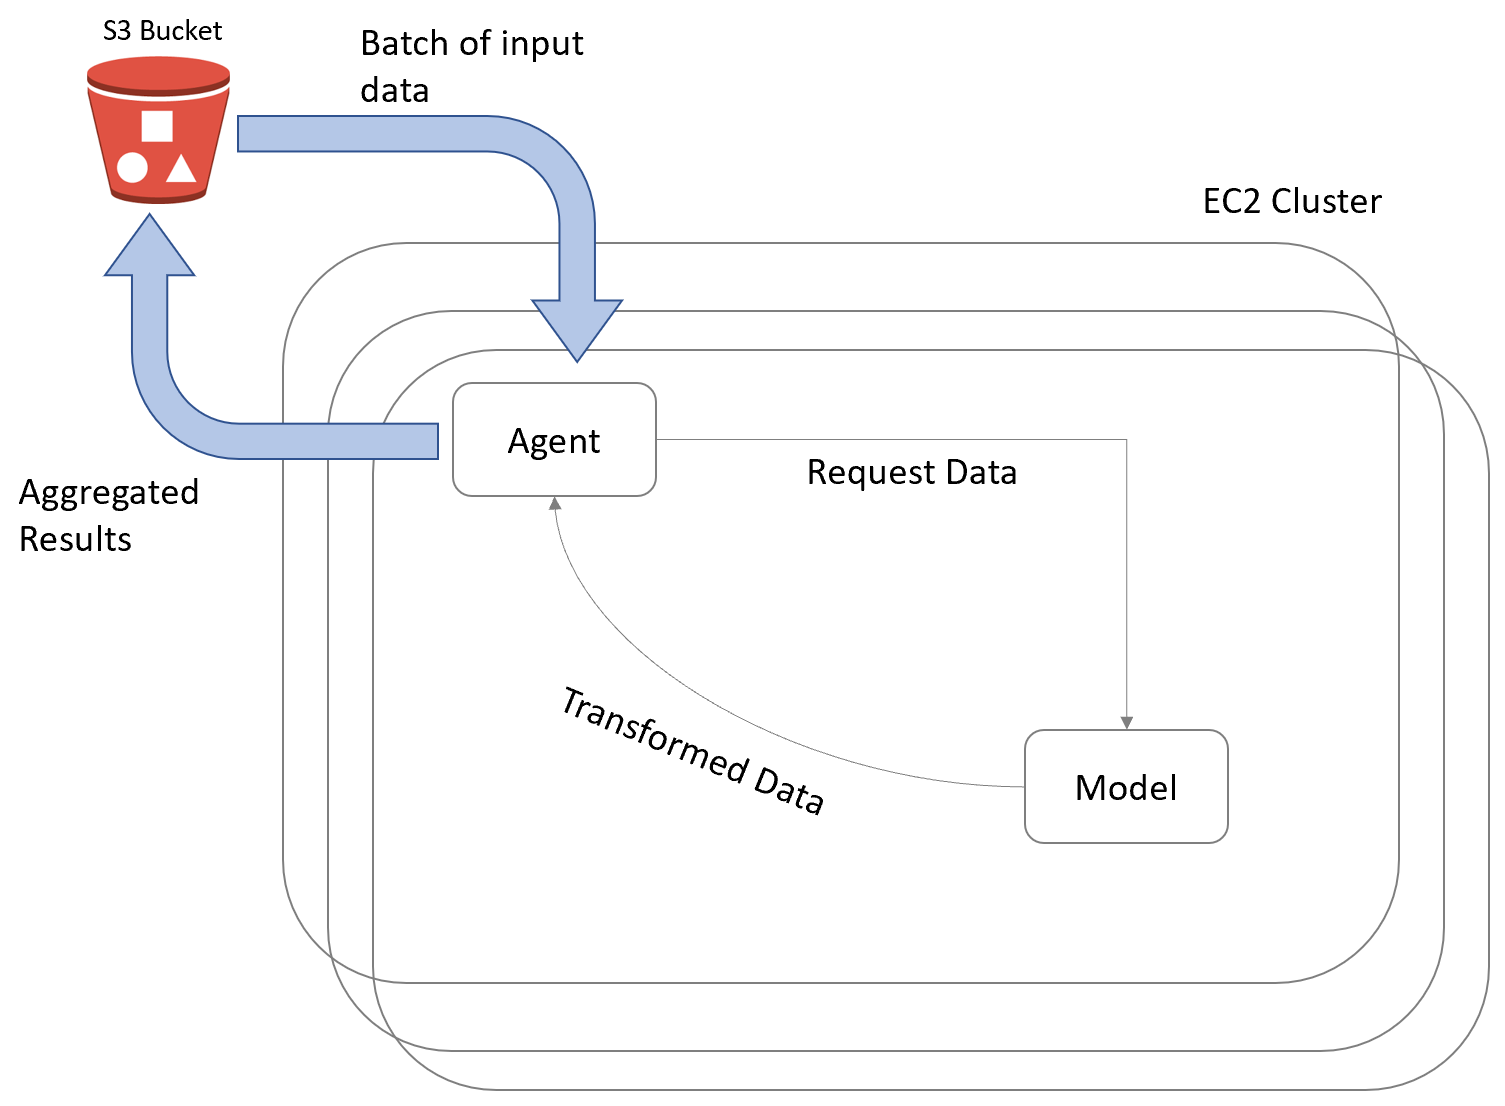 S3 Bucket
Batch of input
data
EC2 Cluster
Agent
Request Data
Aggregated
Results
Transformed Data
Model